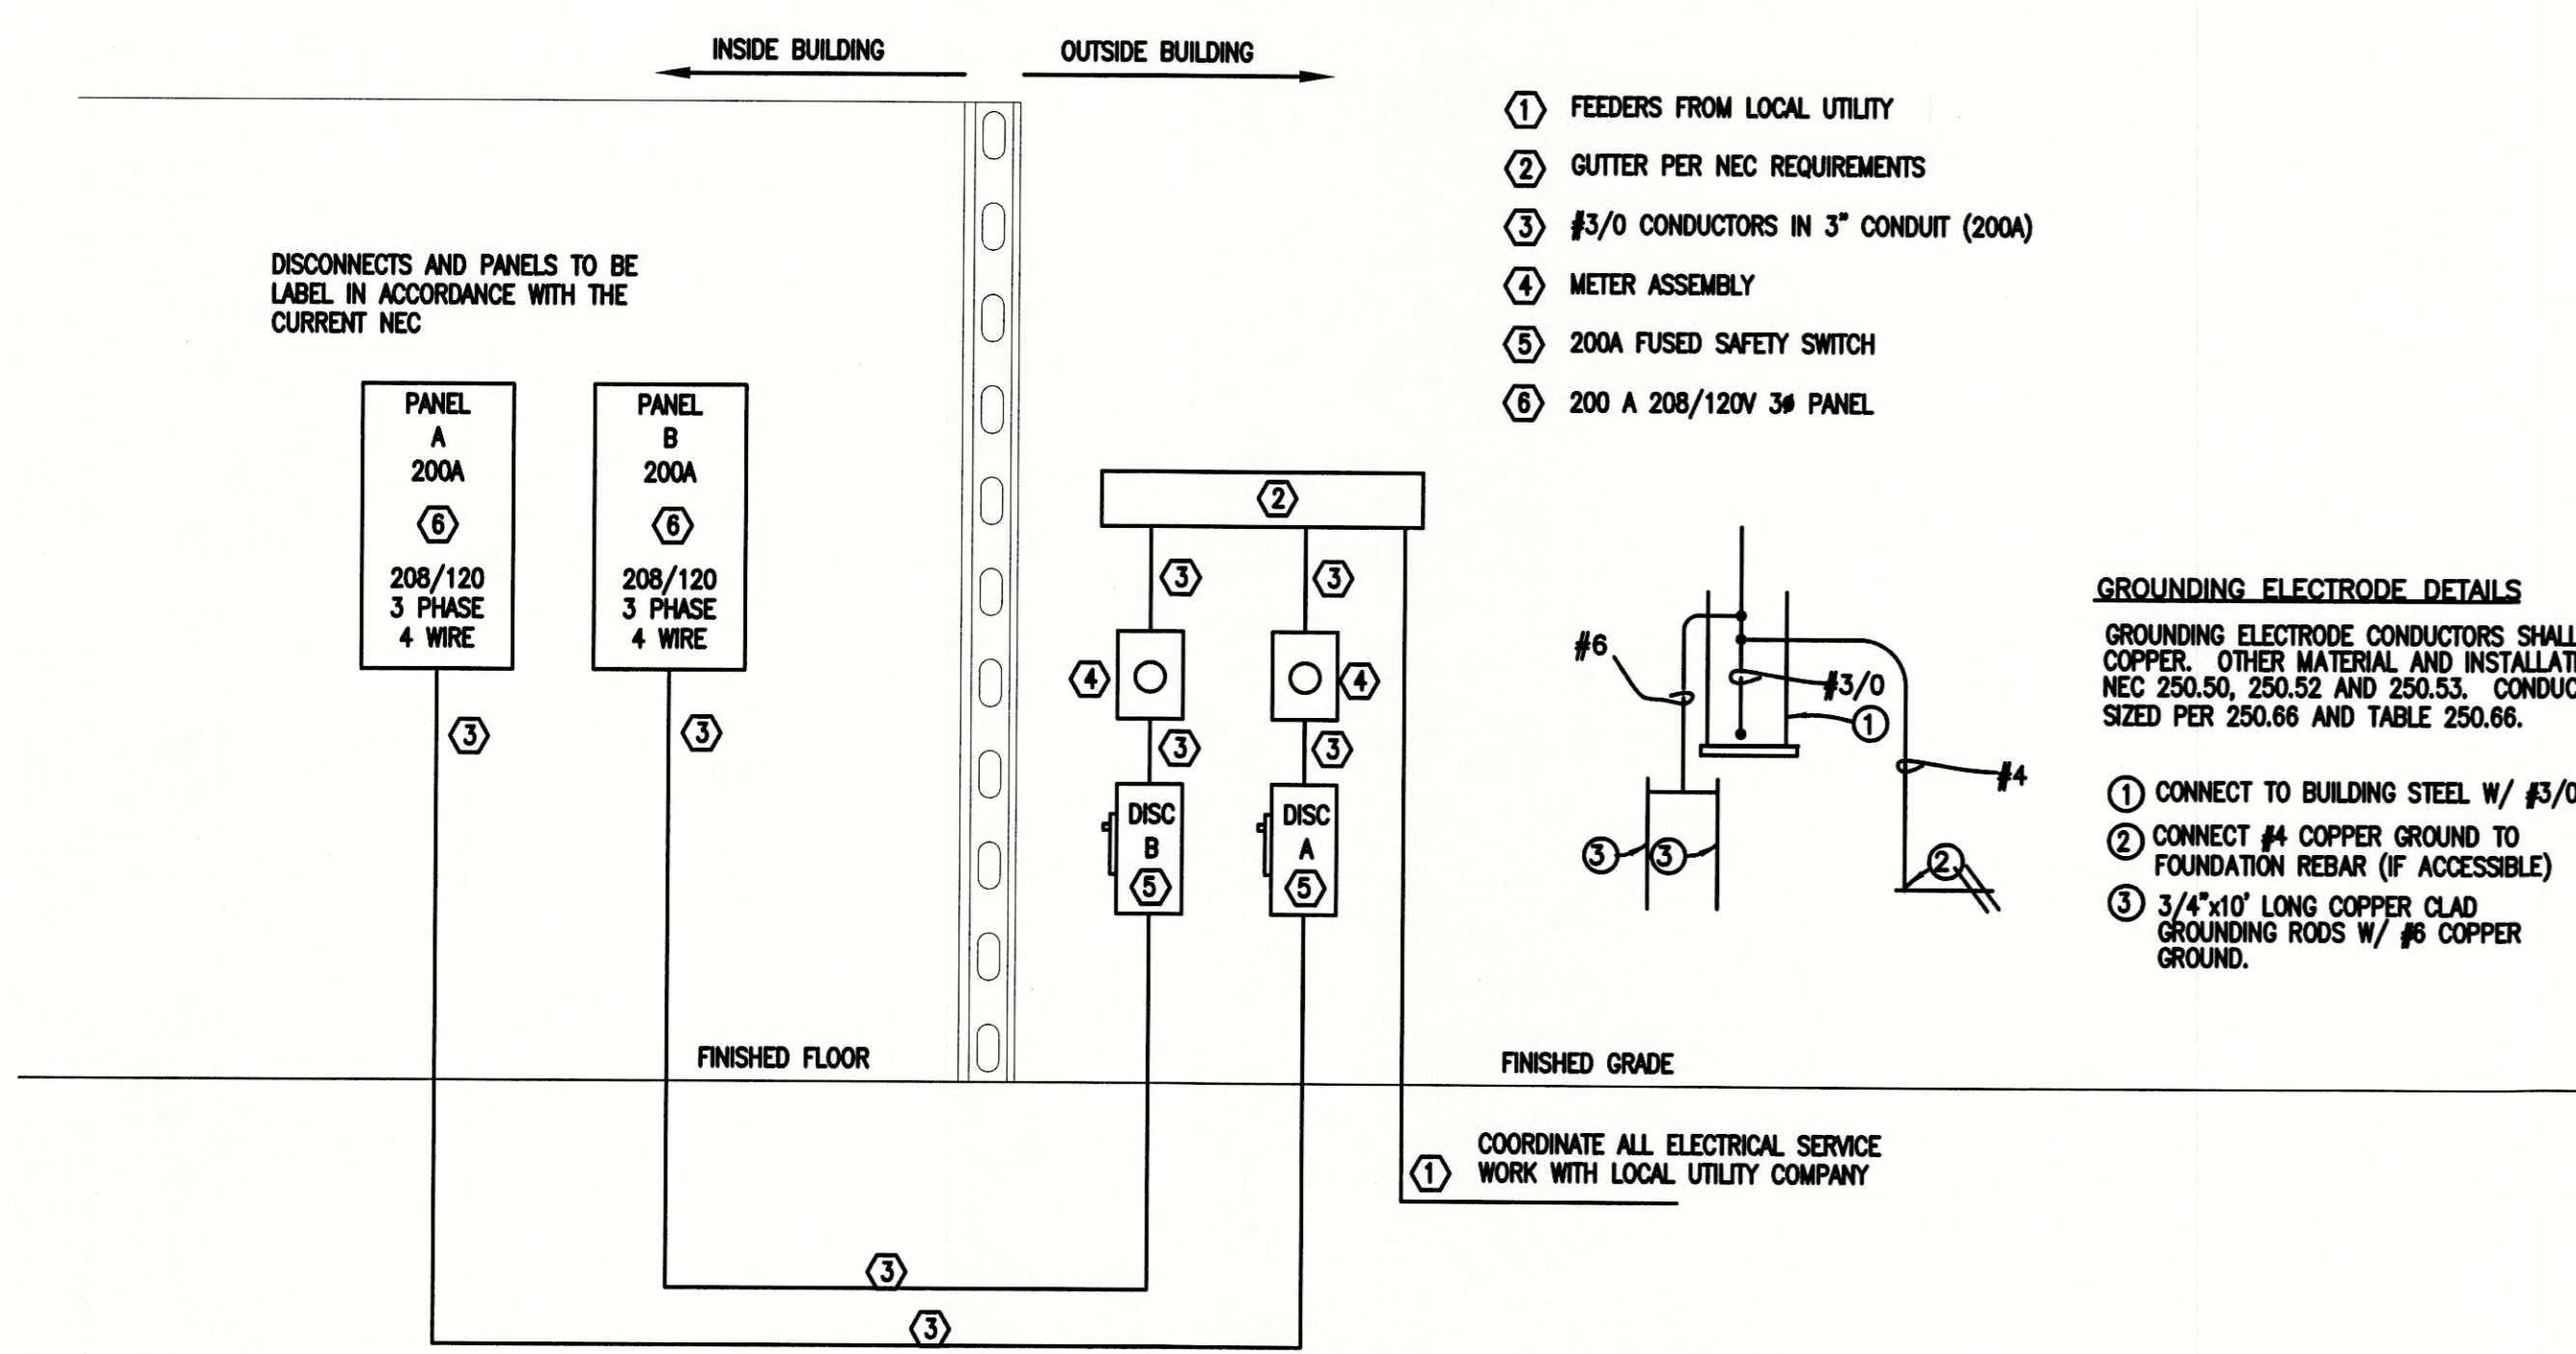 INSIDE BUILDING
OUTSIDE BUILDING
1 FEEDERS FROM LOCAL UTILITY
2 GUTTER PER NEC REQUIREMENTS
3 #3/0 CONDUCTORS IN 3" CONDUIT (200A)
4 METER ASSEMBLY
5 200A FUSED SAFETY SWITCH
6 200 A 208/120V 3ø PANEL
DISCONNECTS AND PANELS TO BE
LABEL IN ACCORDANCE WITH THE
CURRENT NEC
PANEL
A
200A
6
208/120
3 PHASE
4 WIRE
3
PANEL
B
200A
6
208/120
3 PHASE
4 WIRE
3
2
3
3
4
4
3
3
DISC
B
5
DISC
A
5
#6
#3/0
1
#4
3
3
2
GROUNDING ELECTRODE DETAILS
GROUNDING ELECTRODE CONDUCTORS SHALL
COPPER. OTHER MATERIAL AND INSTALLAT
NEC 250.50, 250.52 AND 250.53. CONDUC
SIZED PER 250.66 AND TABLE 250.66.
1 CONNECT TO BUILDING STEEL W/ #3/0
2 CONNECT #4 COPPER GROUND TO
FOUNDATION REBAR (IF ACCESSIBLE)
3 3/4"x10' LONG COPPER CLAD
GROUNDING RODS W/ #6 COPPER
GROUND.
FINISHED FLOOR
FINISHED GRADE
1 COORDINATE ALL ELECTRICAL SERVICE
WORK WITH LOCAL UTILITY COMPANY
3
3